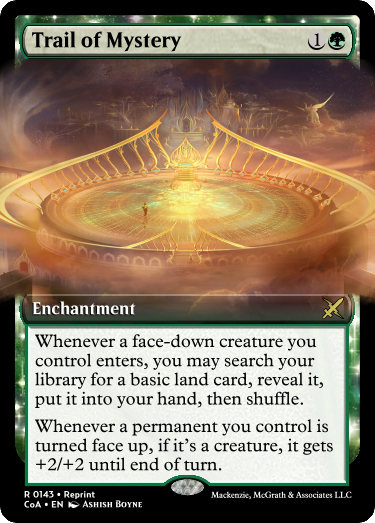 Trail of Mystery 1
Enchantment
Whenever a face-down creature you
control enters, you may search your
library for a basic land card, reveal it,
put it into your hand, then shuffle.
Whenever a permanent you control is
turned face up, if it's a creature, it gets
+2/+2 until end of turn.
R 0143 • Reprint
Mackenzie, McGrath & Associates LLC
CoA • EN Ashish Boyne